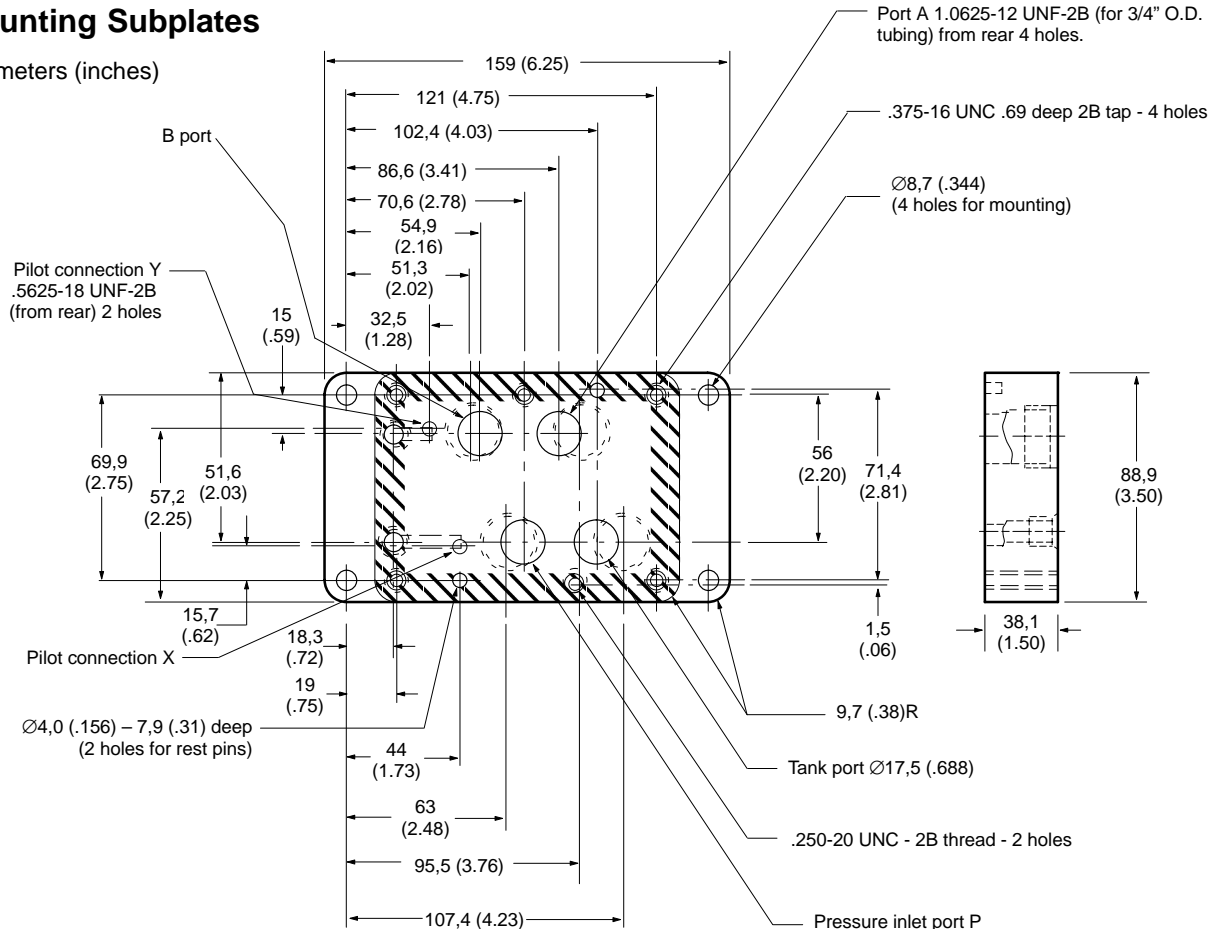 unting Subplates
meters (inches)
Port A 1.0625-12 UNF-2B (for 3/4” O.D.
tubing) from rear 4 holes.
159 (6.25)
121 (4.75)
.375-16 UNC .69 deep 2B tap - 4 holes
102,4 (4.03)
B port
86,6 (3.41)
∅8,7 (.344)
(4 holes for mounting)
70,6 (2.78)
54,9
(2.16)
Pilot connection Y
.5625-18 UNF-2B
(from rear) 2 holes
51,3
(2.02)
15
(.59)
32,5
(1.28)
69,9
(2.75)
57,2
(2.25)
51,6
(2.03)
56
(2.20)
71,4
(2.81)
88,9
(3.50)
15,7
(.62)
38,1
(1.50)
1,5
(.06)
18,3
(.72)
Pilot connection X
19
(.75)
9,7 (.38)R
∅4,0 (.156) – 7,9 (.31) deep
(2 holes for rest pins)
44
(1.73)
Tank port ∅17,5 (.688)
63
(2.48)
.250-20 UNC - 2B thread - 2 holes
95,5 (3.76)
107,4 (4.23)
Pressure inlet port P